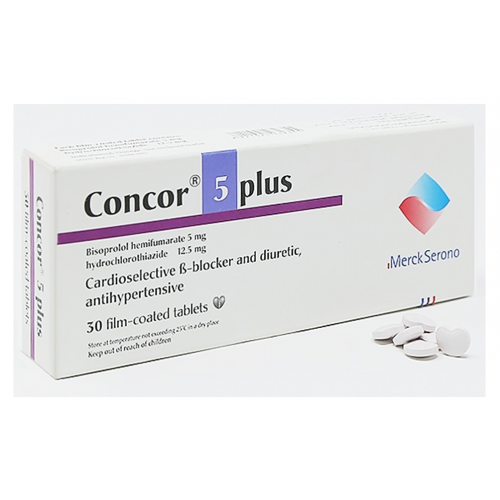 Concor® 5 plus
Bisoprolol hemifumarate 5 mg
hydrochlorothiazide 12.5 mg
Cardioselective ß-blocker and diuretic,
antihypertensive
30 film-coated tablets
Store at temperature not exceeding 25°C in a dry place
Keep out of reach of children
MerckSerono
Concor® 5 plus
30 film-coated tablets